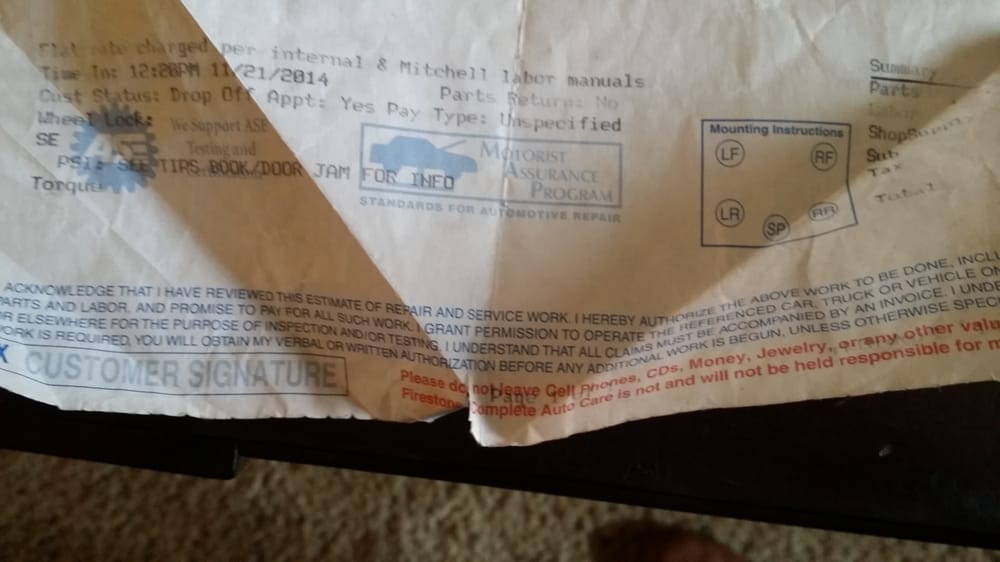 Flat rate charged per internal & Mitchell labor manuals
Time In: 12:28PM 11/21/2014
Parts Return: No
Cust Status: Drop Off Appt: Yes Pay Type: Unspecified
Wheel Lock:
SE
We Support ASE
Testing and
PSI: SEE TIPS BOOK/DOOR JAM FOR INFO
Torque:
MOTORIST
ASSURANCE
PROGRAM
STANDARDS FOR AUTOMOTIVE REPAIR
Mounting Instructions
LF RF
LR SP RR
Summary
Parts
Labor
Shop
Sub
Tax
Total
ACKNOWLEDGE THAT I HAVE REVIEWED THIS ESTIMATE OF REPAIR AND SERVICE WORK. I HEREBY AUTHORIZE THE ABOVE WORK TO BE DONE, INCLU
PARTS AND LABOR, AND PROMISE TO PAY FOR ALL SUCH WORK. I GRANT PERMISSION TO OPERATE THE REFERENCED CAR, TRUCK OR VEHICLE ON
OR ELSEWHERE FOR THE PURPOSE OF INSPECTION AND/OR TESTING. I UNDERSTAND THAT ALL CLAIMS MUST BE ACCOMPANIED BY AN INVOICE. I UNDE
WORK IS REQUIRED, YOU WILL OBTAIN MY VERBAL OR WRITTEN AUTHORIZATION BEFORE ANY ADDITIONAL WORK IS BEGUN. UNLESS OTHERWISE SPEC
X CUSTOMER SIGNATURE
Please do not leave Cell Phones, CDs, Money, Jewelry, or any other valu
Firestone Complete Auto Care is not and will not be held responsible for m
Page 1